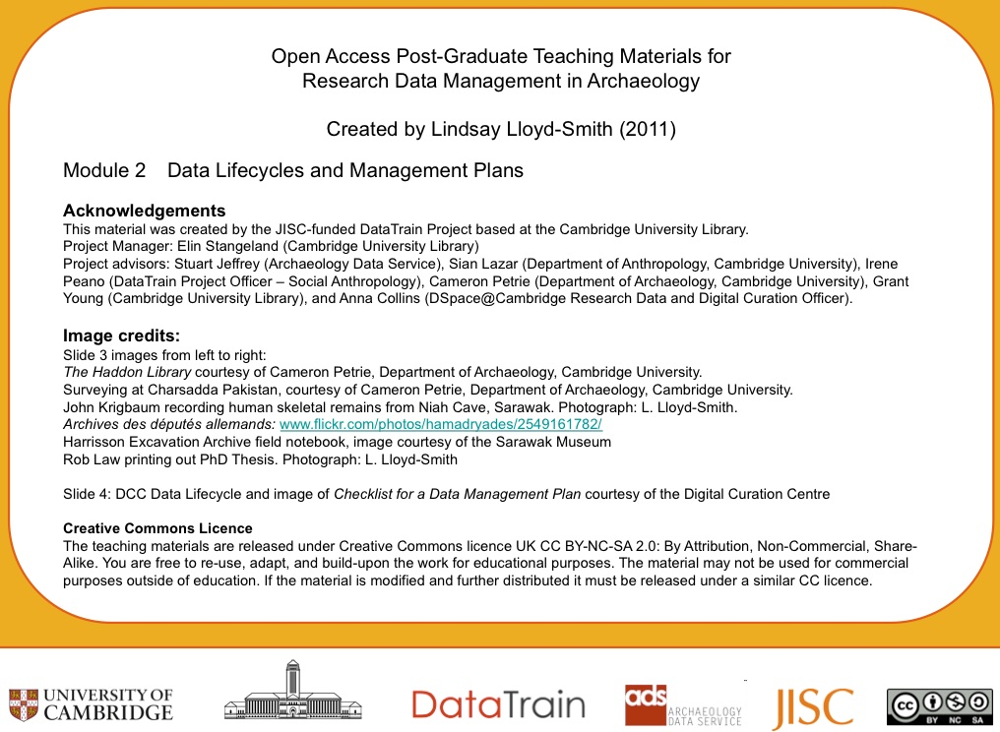 Open Access Post-Graduate Teaching Materials for
Research Data Management in Archaeology
Created by Lindsay Lloyd-Smith (2011)
Module 2 Data Lifecycles and Management Plans
Acknowledgements
This material was created by the JISC-funded DataTrain Project based at the Cambridge University Library.
Project Manager: Elin Stangeland (Cambridge University Library)
Project advisors: Stuart Jeffrey (Archaeology Data Service), Sian Lazar (Department of Anthropology, Cambridge University), Irene
Peano (DataTrain Project Officer – Social Anthropology), Cameron Petrie (Department of Archaeology, Cambridge University), Grant
Young (Cambridge University Library), and Anna Collins (DSpace@Cambridge Research Data and Digital Curation Officer).
Image credits:
Slide 3 images from left to right:
The Haddon Library courtesy of Cameron Petrie, Department of Archaeology, Cambridge University.
Surveying at Charsadda Pakistan, courtesy of Cameron Petrie, Department of Archaeology, Cambridge University.
John Krigbaum recording human skeletal remains from Niah Cave, Sarawak. Photograph: L. Lloyd-Smith.
Archives des députés allemands: www.flickr.com/photos/hamadryades/2549161782/
Harrisson Excavation Archive field notebook, image courtesy of the Sarawak Museum
Rob Law printing out PhD Thesis. Photograph: L. Lloyd-Smith
Slide 4: DCC Data Lifecycle and image of Checklist for a Data Management Plan courtesy of the Digital Curation Centre
Creative Commons Licence
The teaching materials are released under Creative Commons licence UK CC BY-NC-SA 2.0: By Attribution, Non-Commercial, Share-
Alike. You are free to re-use, adapt, and build-upon the work for educational purposes. The material may not be used for commercial
purposes outside of education. If the material is modified and further distributed it must be released under a similar CC licence.
UNIVERSITY OF
CAMBRIDGE
DataTrain
ads
ARCHAEOLOGY
DATA SERVICE
JISC
cc
BY NC SA